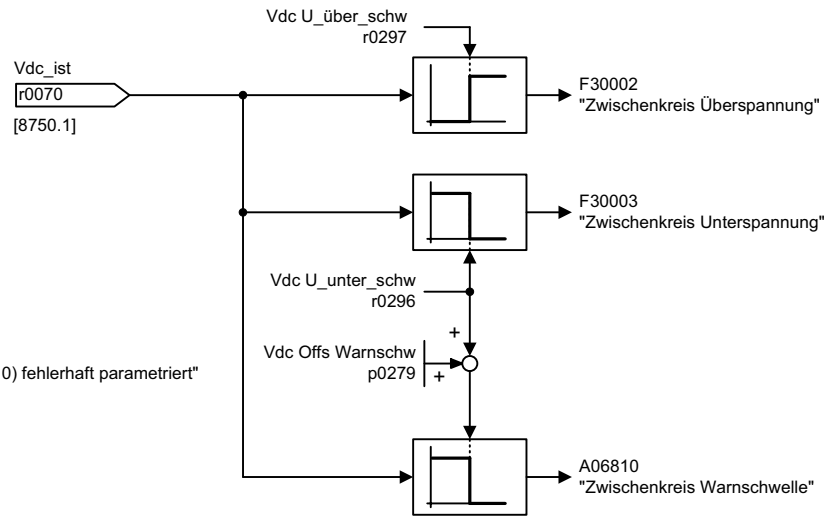 Vdc U_über_schw
r0297
Vdc_ist
r0070
[8750.1]
F30002
"Zwischenkreis Überspannung"
F30003
"Zwischenkreis Unterspannung"
Vdc U_unter_schw
r0296
+
Vdc Offs Warnschw
p0279
+
0) fehlerhaft parametriert"
A06810
"Zwischenkreis Warnschwelle"